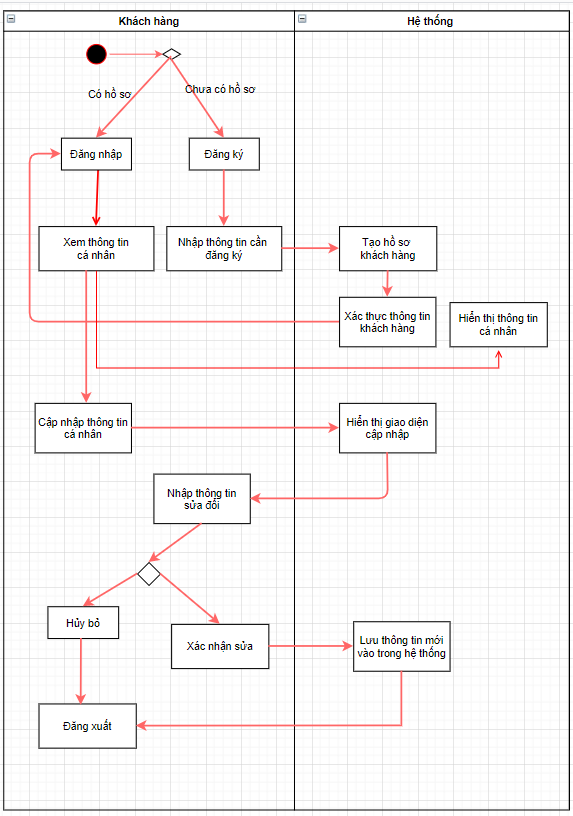 Khách hàng
Hệ thống
Có hồ sơ
Chưa có hồ sơ
Đăng nhập
Đăng ký
Xem thông tin
cá nhân
Nhập thông tin cần
đăng ký
Tạo hồ sơ
khách hàng
Xác thực thông tin
khách hàng
Hiển thị thông tin
cá nhân
Cập nhập thông tin
cá nhân
Hiển thị giao diện
cập nhập
Nhập thông tin
sửa đổi
Hủy bỏ
Xác nhận sửa
Lưu thông tin mới
vào trong hệ thống
Đăng xuất